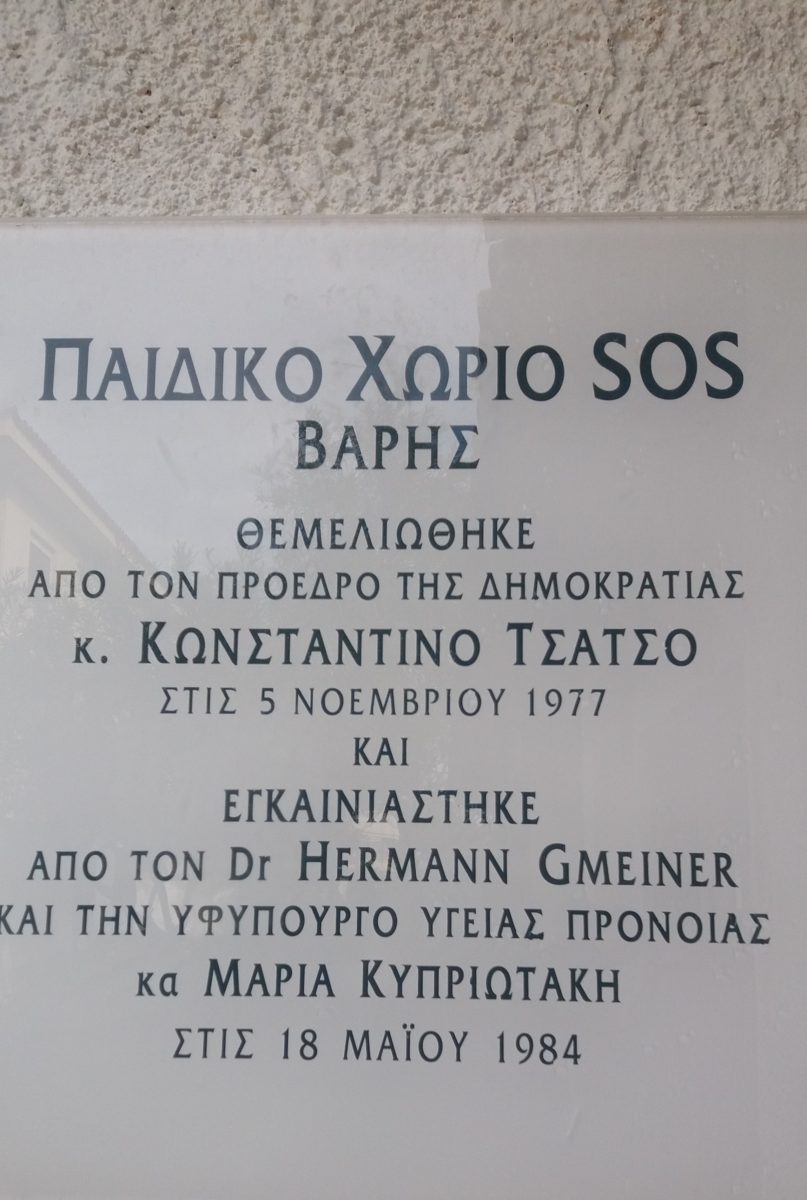 ΠΑΙΔΙΚΟ ΧΩΡΙΟ SOS
ΒΑΡΗΣ
ΘΕΜΕΛΙΩΘΗΚΕ
ΑΠΟ ΤΟΝ ΠΡΟΕΔΡΟ ΤΗΣ ΔΗΜΟΚΡΑΤΙΑΣ
κ. ΚΩΝΣΤΑΝΤΙΝΟ ΤΣΑΤΣΟ
ΣΤΙΣ 5 ΝΟΕΜΒΡΙΟΥ 1977
ΚΑΙ
ΕΓΚΑΙΝΙΑΣΤΗΚΕ
ΑΠΟ ΤΟΝ Dr HERMANN GMEINER
ΚΑΙ ΤΗΝ ΥΦΥΠΟΥΡΓΟ ΥΓΕΙΑΣ ΠΡΟΝΟΙΑΣ
κα ΜΑΡΙΑ ΚΥΠΡΙΩΤΑΚΗ
ΣΤΙΣ 18 ΜΑΪΟΥ 1984